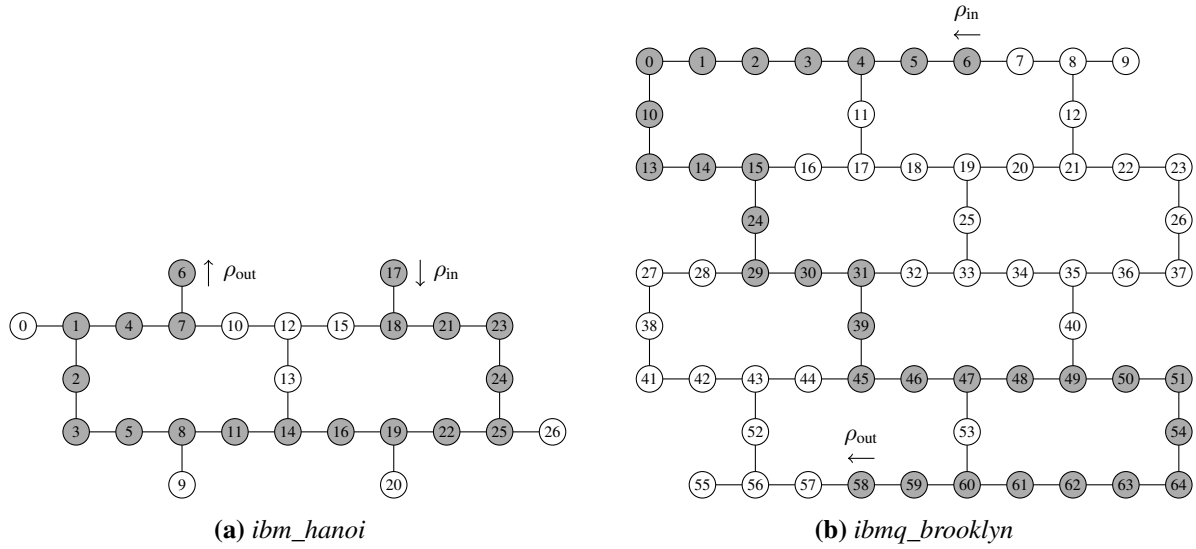 ρin
0 1 2 3 4 5 6 7 8 9
10 11 12
13 14 15 16 17 18 19 20 21 22 23
24 25 26
27 28 29 30 31 32 33 34 35 36 37
38 39 40
41 42 43 44 45 46 47 48 49 50 51
52 53 54
ρout
55 56 57 58 59 60 61 62 63 64
6 ρout 17 ρin
0 1 4 7 10 12 15 18 21 23
2 13 24
3 5 8 11 14 16 19 22 25 26
9 20
(a) ibm_hanoi
(b) ibmq_brooklyn